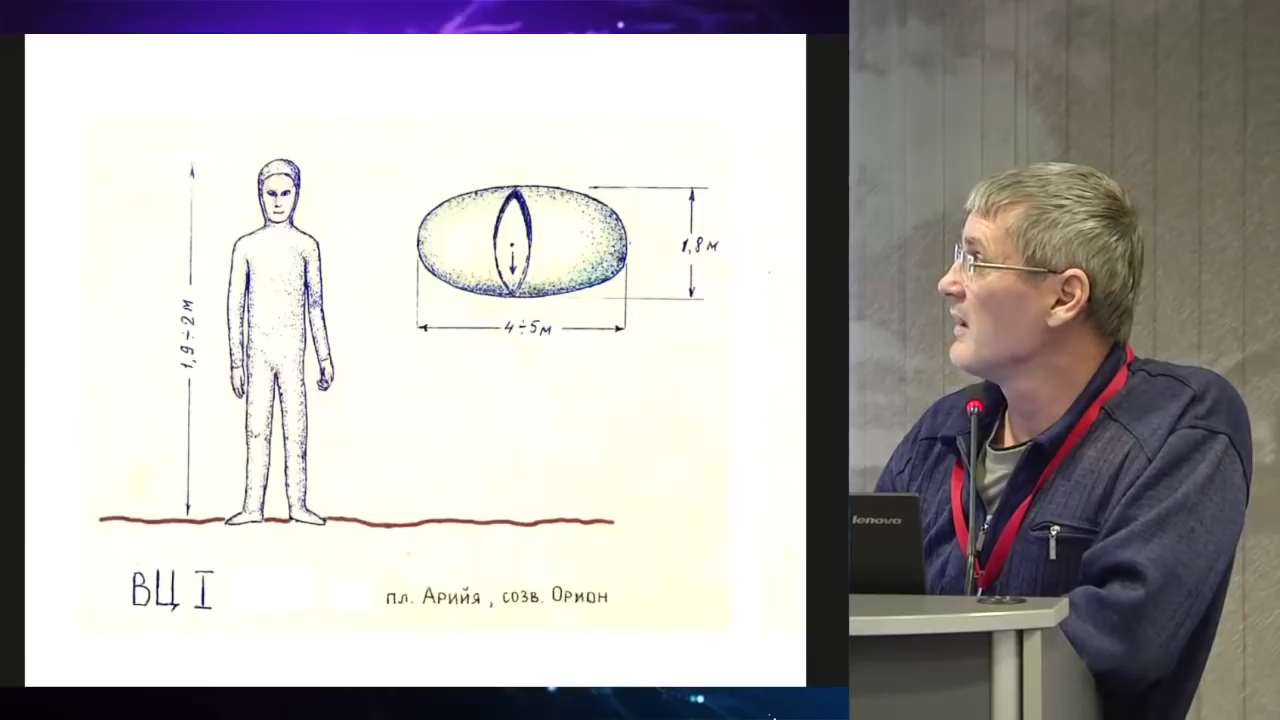 1,9÷2м
1,8м
4÷5м
ВЦ I
пл. Арийя, созв. Орион
lenovo